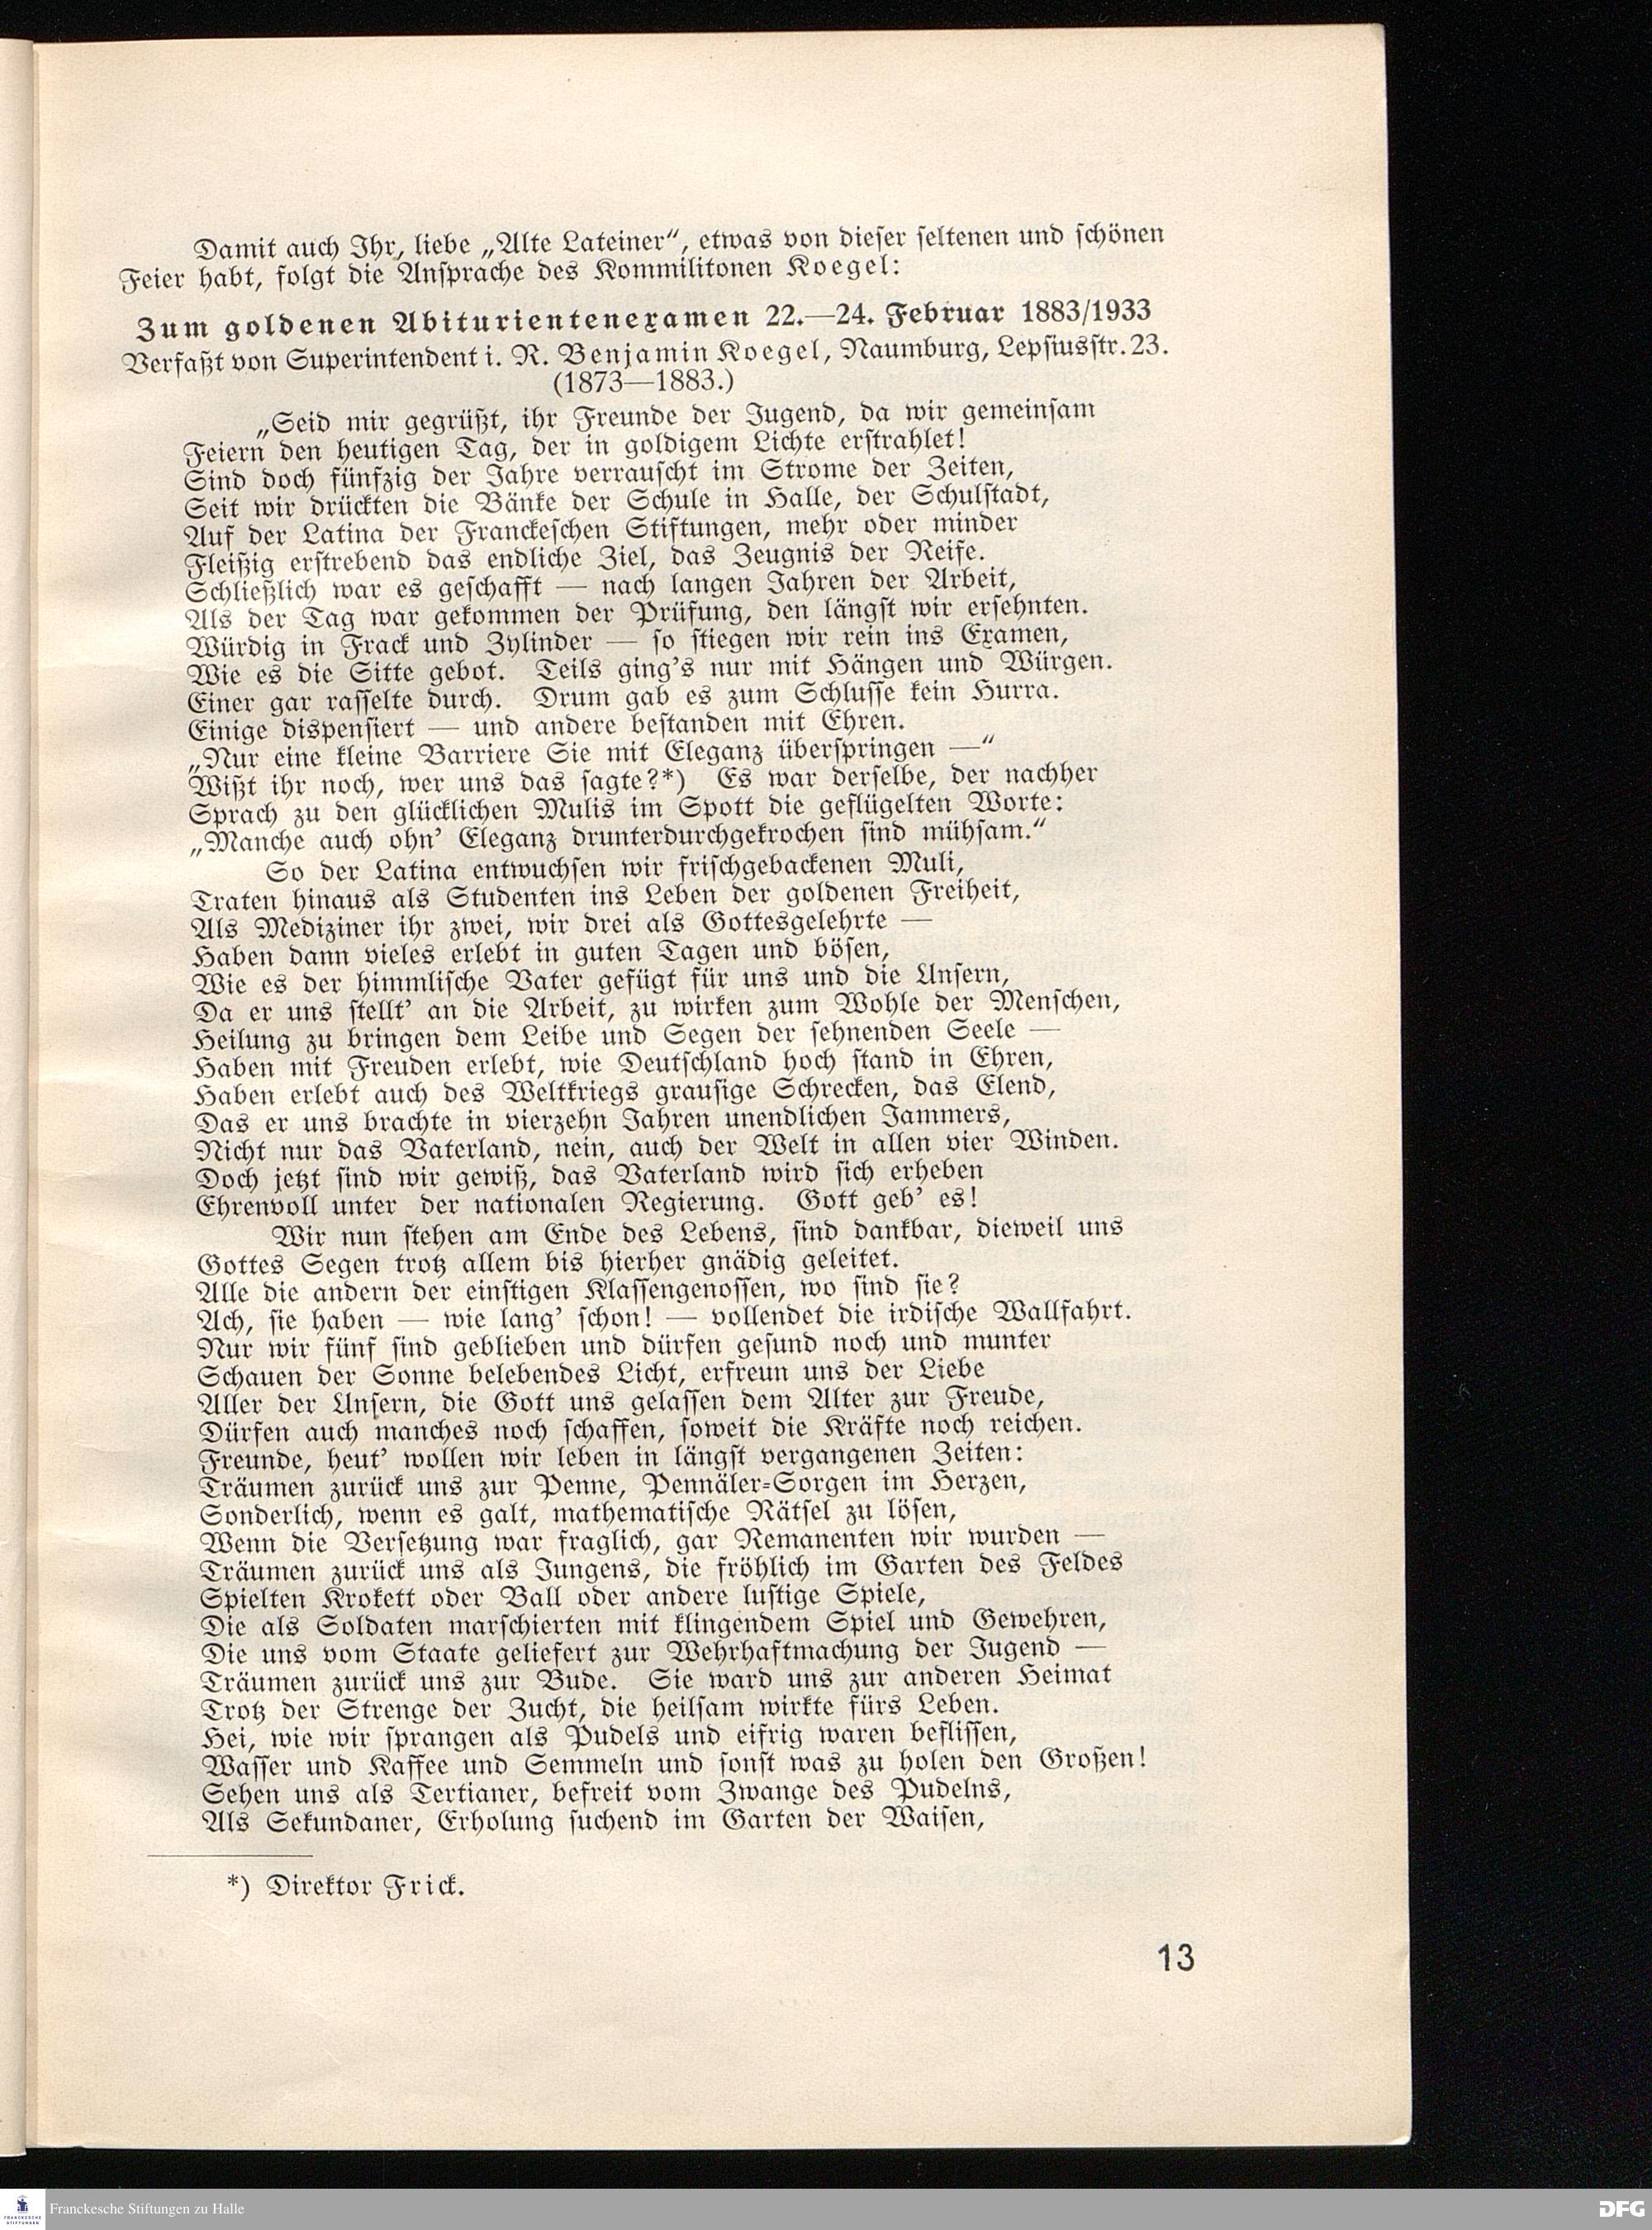 Damit auch Ihr, liebe „Alte Lateiner“, etwas von dieser seltenen und schönen
Feier habt, folgt die Ansprache des Kommilitonen Koegel:
Zum goldenen Abiturientenexamen 22.—24. Februar 1883/1933
Verfaßt von Superintendent i. R. Benjamin Koegel, Naumburg, Lepsiusstr. 23.
(1873—1883.)
„Seid mir gegrüßt, ihr Freunde der Jugend, da wir gemeinsam
Feiern den heutigen Tag, der in goldigem Lichte erstrahlet!
Sind doch fünfzig der Jahre verrauscht im Strome der Zeiten,
Seit wir drückten die Bänke der Schule in Halle, der Schulstadt,
Auf der Latina der Franckeschen Stiftungen, mehr oder minder
Fleißig erstrebend das endliche Ziel, das Zeugnis der Reife.
Schließlich war es geschafft — nach langen Jahren der Arbeit,
Als der Tag war gekommen der Prüfung, den längst wir ersehnten.
Würdig in Frack und Zylinder — so stiegen wir rein ins Examen,
Wie es die Sitte gebot. Teils ging's nur mit Hängen und Würgen.
Einer gar rasselte durch. Drum gab es zum Schlusse kein Hurra.
Einige dispensiert — und andere bestanden mit Ehren.
„Nur eine kleine Barriere Sie mit Eleganz überspringen —“
Wißt ihr noch, wer uns das sagte?*) Es war derselbe, der nachher
Sprach zu den glücklichen Mulis im Spott die geflügelten Worte:
„Manche auch ohn' Eleganz drunterdurchgekrochen sind mühsam.“
So der Latina entwuchsen wir frischgebackenen Muli,
Traten hinaus als Studenten ins Leben der goldenen Freiheit,
Als Mediziner ihr zwei, wir drei als Gottesgelehrte —
Haben dann vieles erlebt in guten Tagen und bösen,
Wie es der himmlische Vater gefügt für uns und die Unsern,
Da er uns stellt' an die Arbeit, zu wirken zum Wohle der Menschen,
Heilung zu bringen dem Leibe und Segen der sehnenden Seele —
Haben mit Freuden erlebt, wie Deutschland hoch stand in Ehren,
Haben erlebt auch des Weltkriegs grausige Schrecken, das Elend,
Das er uns brachte in vierzehn Jahren unendlichen Jammers,
Nicht nur das Vaterland, nein, auch der Welt in allen vier Winden.
Doch jetzt sind wir gewiß, das Vaterland wird sich erheben
Ehrenvoll unter der nationalen Regierung. Gott geb' es!
Wir nun stehen am Ende des Lebens, sind dankbar, dieweil uns
Gottes Segen trotz allem bis hierher gnädig geleitet.
Alle die andern der einstigen Klassengenossen, wo sind sie?
Ach, sie haben — wie lang' schon! — vollendet die irdische Wallfahrt.
Nur wir fünf sind geblieben und dürfen gesund noch und munter
Schauen der Sonne belebendes Licht, erfreun uns der Liebe
Aller der Unsern, die Gott uns gelassen dem Alter zur Freude,
Dürfen auch manches noch schaffen, soweit die Kräfte noch reichen.
Freunde, heut' wollen wir leben in längst vergangenen Zeiten:
Träumen zurück uns zur Penne, Pennäler-Sorgen im Herzen,
Sonderlich, wenn es galt, mathematische Rätsel zu lösen,
Wenn die Versetzung war fraglich, gar Remanenten wir wurden —
Träumen zurück uns als Jungens, die fröhlich im Garten des Feldes
Spielten Krokett oder Ball oder andere lustige Spiele,
Die als Soldaten marschierten mit klingendem Spiel und Gewehren,
Die uns vom Staate geliefert zur Wehrhaftmachung der Jugend —
Träumen zurück uns zur Bude. Sie ward uns zur anderen Heimat
Trotz der Strenge der Zucht, die heilsam wirkte fürs Leben.
Hei, wie wir sprangen als Pudels und eifrig waren beflissen,
Wasser und Kaffee und Semmeln und sonst was zu holen den Großen!
Sehen uns als Tertianer, befreit vom Zwange des Pudelns,
Als Sekundaner, Erholung suchend im Garten der Waisen,
*) Direktor Frick.
13
FRANCKESCHE STIFTUNGEN
Franckesche Stiftungen zu Halle
DFG